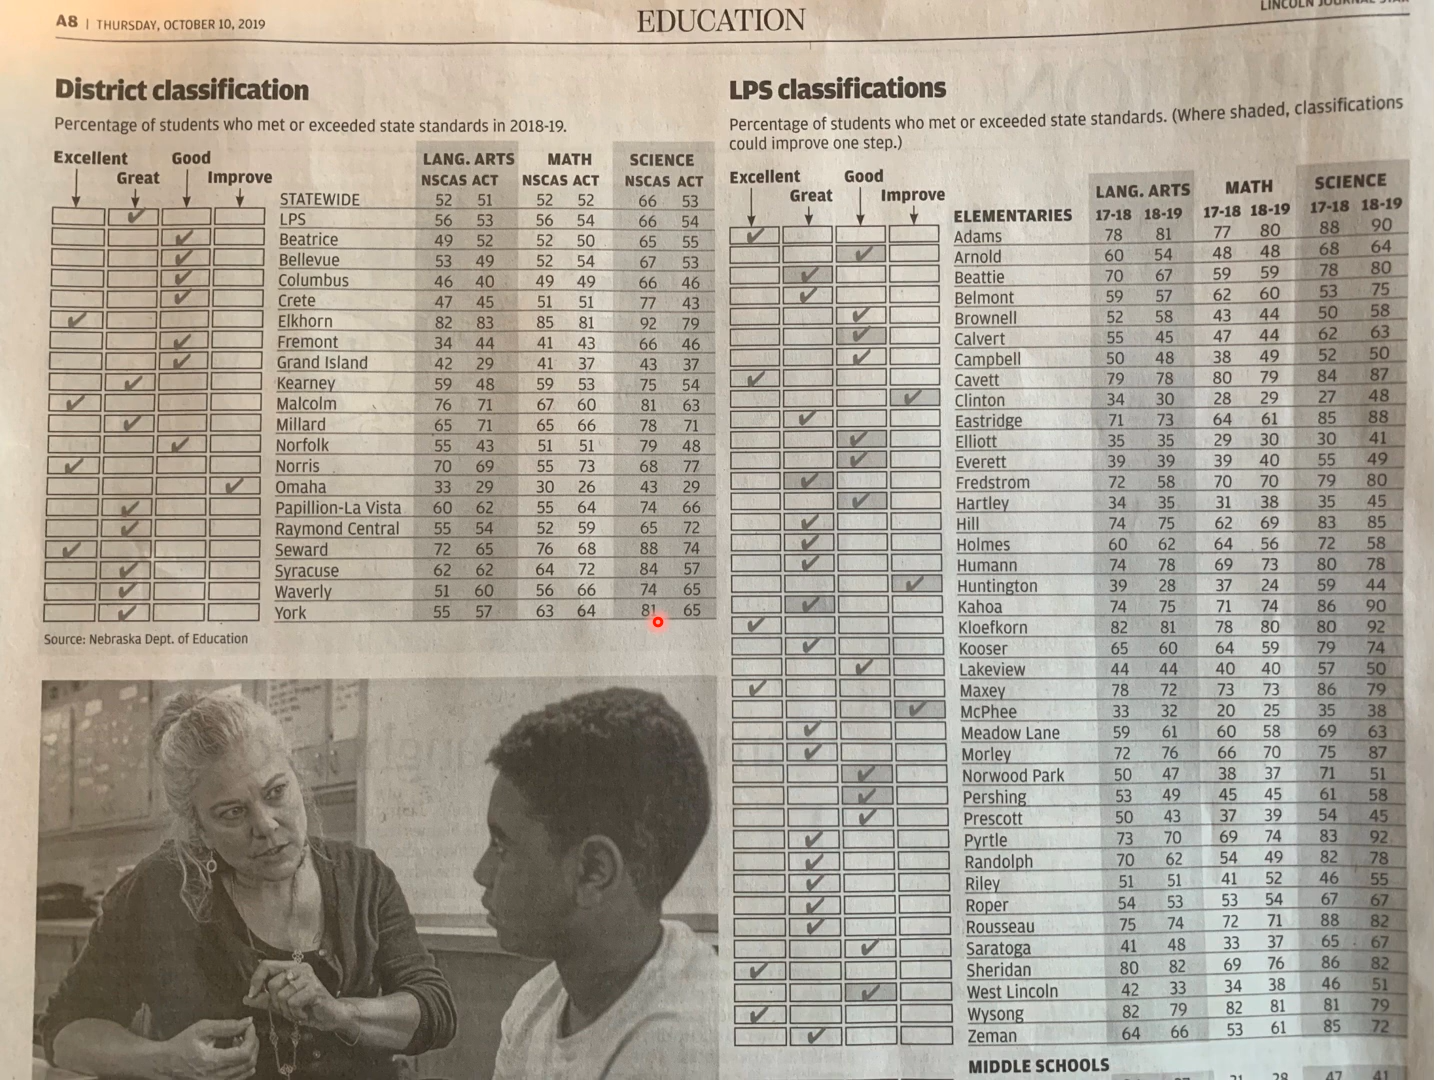 A8 | THURSDAY, OCTOBER 10, 2019
EDUCATION
LINCOLN JOURNAL STAR
District classification
Percentage of students who met or exceeded state standards in 2018-19.
Excellent Good
Great Improve
LANG. ARTS MATH SCIENCE
NSCAS ACT NSCAS ACT NSCAS ACT
STATEWIDE 52 51 52 52 66 53
LPS 56 53 56 54 66 54
Beatrice 49 52 52 50 65 55
Bellevue 53 49 52 54 67 53
Columbus 46 40 49 49 66 46
Crete 47 45 51 51 77 43
Elkhorn 82 83 85 81 92 79
Fremont 34 44 41 43 66 46
Grand Island 42 29 41 37 43 37
Kearney 59 48 59 53 75 54
Malcolm 76 71 67 60 81 63
Millard 65 71 65 66 78 71
Norfolk 55 43 51 51 79 48
Norris 70 69 55 73 68 77
Omaha 33 29 30 26 43 29
Papillion-La Vista 60 62 55 64 74 66
Raymond Central 55 54 52 59 65 72
Seward 72 65 76 68 88 74
Syracuse 62 62 64 72 84 57
Waverly 51 60 56 66 74 65
York 55 57 63 64 81 65
Source: Nebraska Dept. of Education
LPS classifications
Percentage of students who met or exceeded state standards. (Where shaded, classifications
could improve one step.)
Excellent Good
Great Improve
LANG. ARTS MATH SCIENCE
ELEMENTARIES 17-18 18-19 17-18 18-19 17-18 18-19
Adams 78 81 77 80 88 90
Arnold 60 54 48 48 68 64
Beattie 70 67 59 59 78 80
Belmont 59 57 62 60 53 75
Brownell 52 58 43 44 50 58
Calvert 55 45 47 44 62 63
Campbell 50 48 38 49 52 50
Cavett 79 78 80 79 84 87
Clinton 34 30 28 29 27 48
Eastridge 71 73 64 61 85 88
Elliott 35 35 29 30 30 41
Everett 39 39 39 40 55 49
Fredstrom 72 58 70 70 79 80
Hartley 34 35 31 38 35 45
Hill 74 75 62 69 83 85
Holmes 60 62 64 56 72 58
Humann 74 78 69 73 80 78
Huntington 39 28 37 24 59 44
Kahoa 74 75 71 74 86 90
Kloefkorn 82 81 78 80 80 92
Kooser 65 60 64 59 79 74
Lakeview 44 44 40 40 57 50
Maxey 78 72 73 73 86 79
McPhee 33 32 20 25 35 38
Meadow Lane 59 61 60 58 69 63
Morley 72 76 66 70 75 87
Norwood Park 50 47 38 37 71 51
Pershing 53 49 45 45 61 58
Prescott 50 43 37 39 54 45
Pyrtle 73 70 69 74 83 92
Randolph 70 62 54 49 82 78
Riley 51 51 41 52 46 55
Roper 54 53 53 54 67 67
Rousseau 75 74 72 71 88 82
Saratoga 41 48 33 37 65 67
Sheridan 80 82 69 76 86 82
West Lincoln 42 33 34 38 46 51
Wysong 82 79 82 81 81 79
Zeman 64 66 53 61 85 72
MIDDLE SCHOOLS